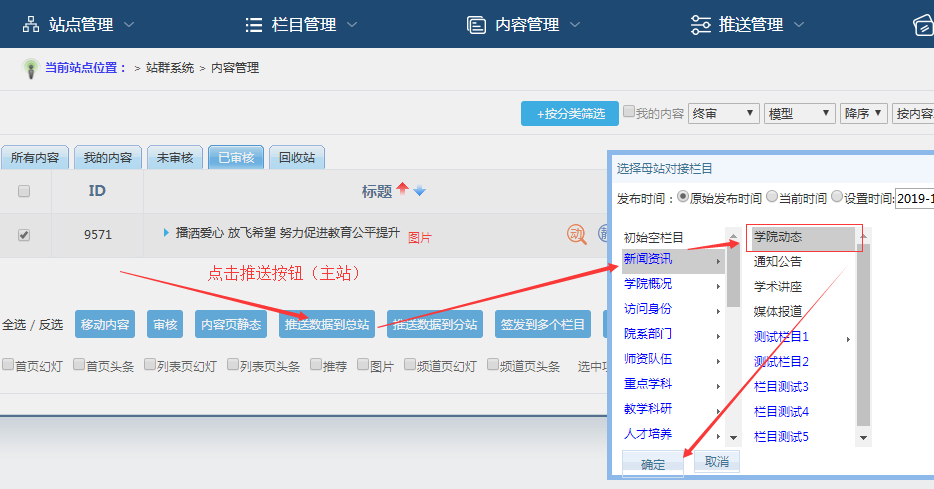 站点管理 栏目管理 内容管理 推送管理
当前站点位置： > 站群系统 > 内容管理
+按分类筛选 我的内容 终审 模型 降序 按内容
所有内容 我的内容 未审核 已审核 回收站
ID 标题
9571 播洒爱心 放飞希望 努力促进教育公平提升 图片 动
点击推送按钮（主站）
全选 / 反选 移动内容 审核 内容页静态 推送数据到总站 推送数据到分站 签发到多个栏目
首页幻灯 首页头条 列表页幻灯 列表页头条 推荐 图片 频道页幻灯 频道页头条 选中
选择母站对接栏目
发布时间： 原始发布时间 当前时间 设置时间: 2019-1
初始空栏目
新闻资讯
学院概况
访问身份
院系部门
师资队伍
重点学科
教学科研
人才培养
学院动态
通知公告
学术讲座
媒体报道
测试栏目1
测试栏目2
栏目测试3
栏目测试4
栏目测试5
确定 取消